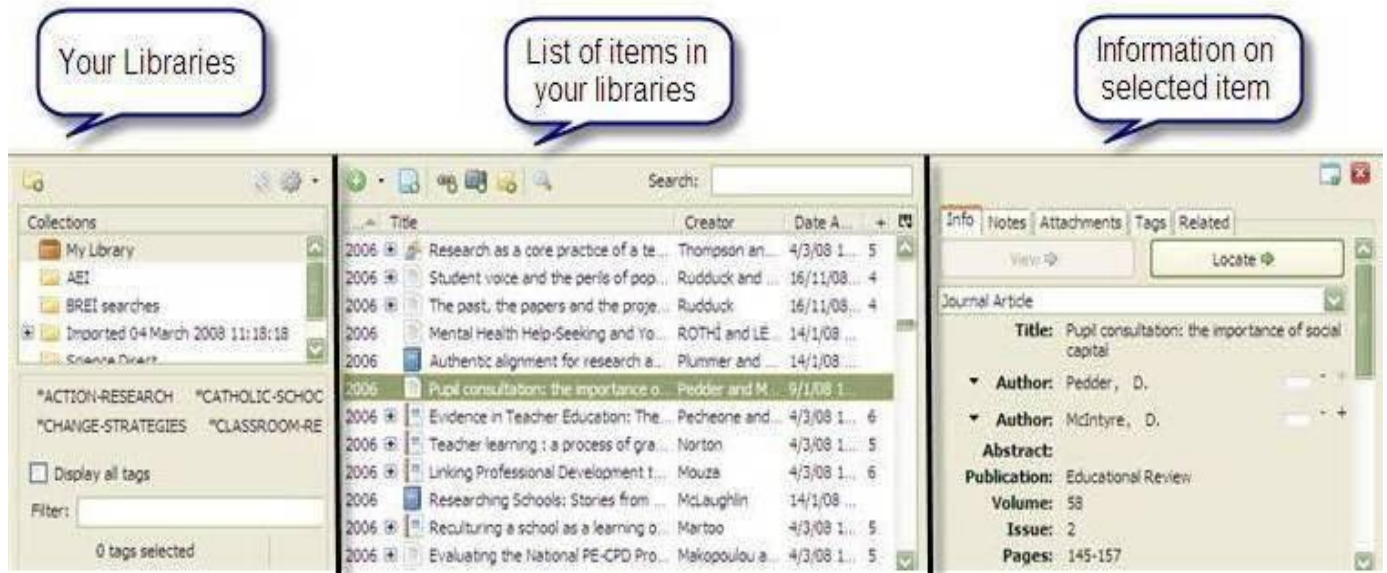 Your Libraries
List of items in
your libraries
Information on
selected item
Search:
Collections
My Library
AEI
BREI searches
Imported 04 March 2008 11:18:18
Science Direct
*ACTION-RESEARCH *CATHOLIC-SCHOC
*CHANGE-STRATEGIES *CLASSROOM-RE
Display all tags
Filter:
0 tags selected
... Title Creator Date A... +
2006 Research as a core practice of a te... Thompson an... 4/3/08 1... 5
2006 Student voice and the perils of pop... Rudduck and ... 16/11/08... 4
2006 The past, the papers and the proje... Rudduck 16/11/08... 4
2006 Mental Health Help-Seeking and Yo... ROTHÍ and LE... 14/1/08 ...
2006 Authentic alignment for research a... Plummer and ... 14/1/08 ...
2006 Pupil consultation: the importance o... Pedder and M... 9/1/08 1...
2006 Evidence in Teacher Education: The... Pecheone and... 4/3/08 1... 6
2006 Teacher learning : a process of gra... Norton 4/3/08 1... 5
2006 Linking Professional Development t... Mouza 4/3/08 1... 6
2006 Researching Schools: Stories from ... McLaughlin 14/1/08 ...
2006 Reculturing a school as a learning o... Martoo 4/3/08 1... 5
2006 Evaluating the National PE-CPD Pro... Makopoulou a... 4/3/08 1... 5
Info Notes Attachments Tags Related
View Locate
Journal Article
Title: Pupil consultation: the importance of social
capital
Author: Pedder, D.
Author: McIntyre, D.
Abstract:
Publication: Educational Review
Volume: 58
Issue: 2
Pages: 145-157